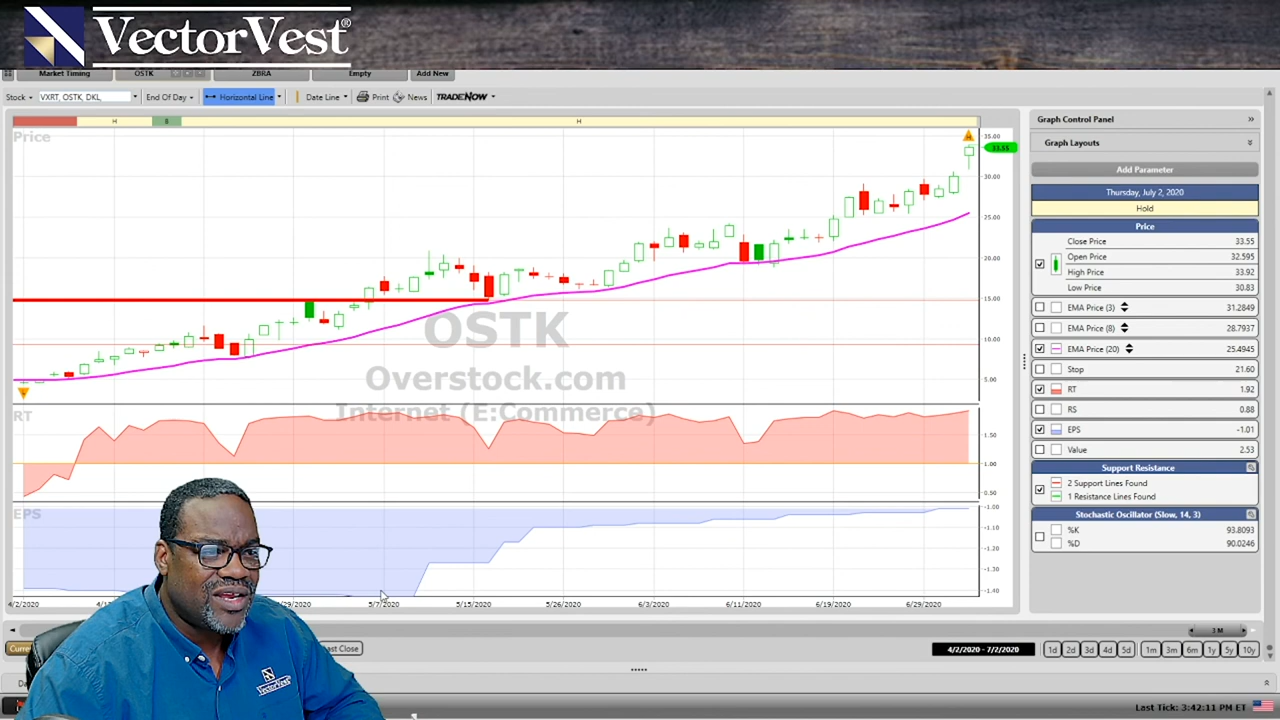 VectorVest®
Market Timing OSTK ZBRA Empty Add New
Stock VXRT, OSTK, DKL, End Of Day Horizontal Line Date Line Print News TRADENOW
H B H
Price
35.00
33.55
30.00
25.00
20.00
15.00
10.00
5.00
OSTK
Overstock.com
Internet (E:Commerce)
RT
1.50
1.00
0.50
EPS
-1.00
-1.10
-1.20
-1.30
-1.40
4/2/2020 5/7/2020 5/15/2020 5/26/2020 6/3/2020 6/11/2020 6/19/2020 6/29/2020
3 M
4/2/2020 - 7/2/2020 1d 2d 3d 4d 5d 1m 3m 6m 1y 5y 10y
Graph Control Panel
Graph Layouts
Add Parameter
Thursday, July 2, 2020
Hold
Price
Close Price 33.55
Open Price 32.595
High Price 33.92
Low Price 30.83
EMA Price (3) 31.2849
EMA Price (8) 28.7937
EMA Price (20) 25.4945
Stop 21.60
RT 1.92
RS 0.88
EPS -1.01
Value 2.53
Support Resistance
2 Support Lines Found
1 Resistance Lines Found
Stochastic Oscillator (Slow, 14, 3)
%K 93.8093
%D 90.0246
VectorVest
Last Tick: 3:42:11 PM ET